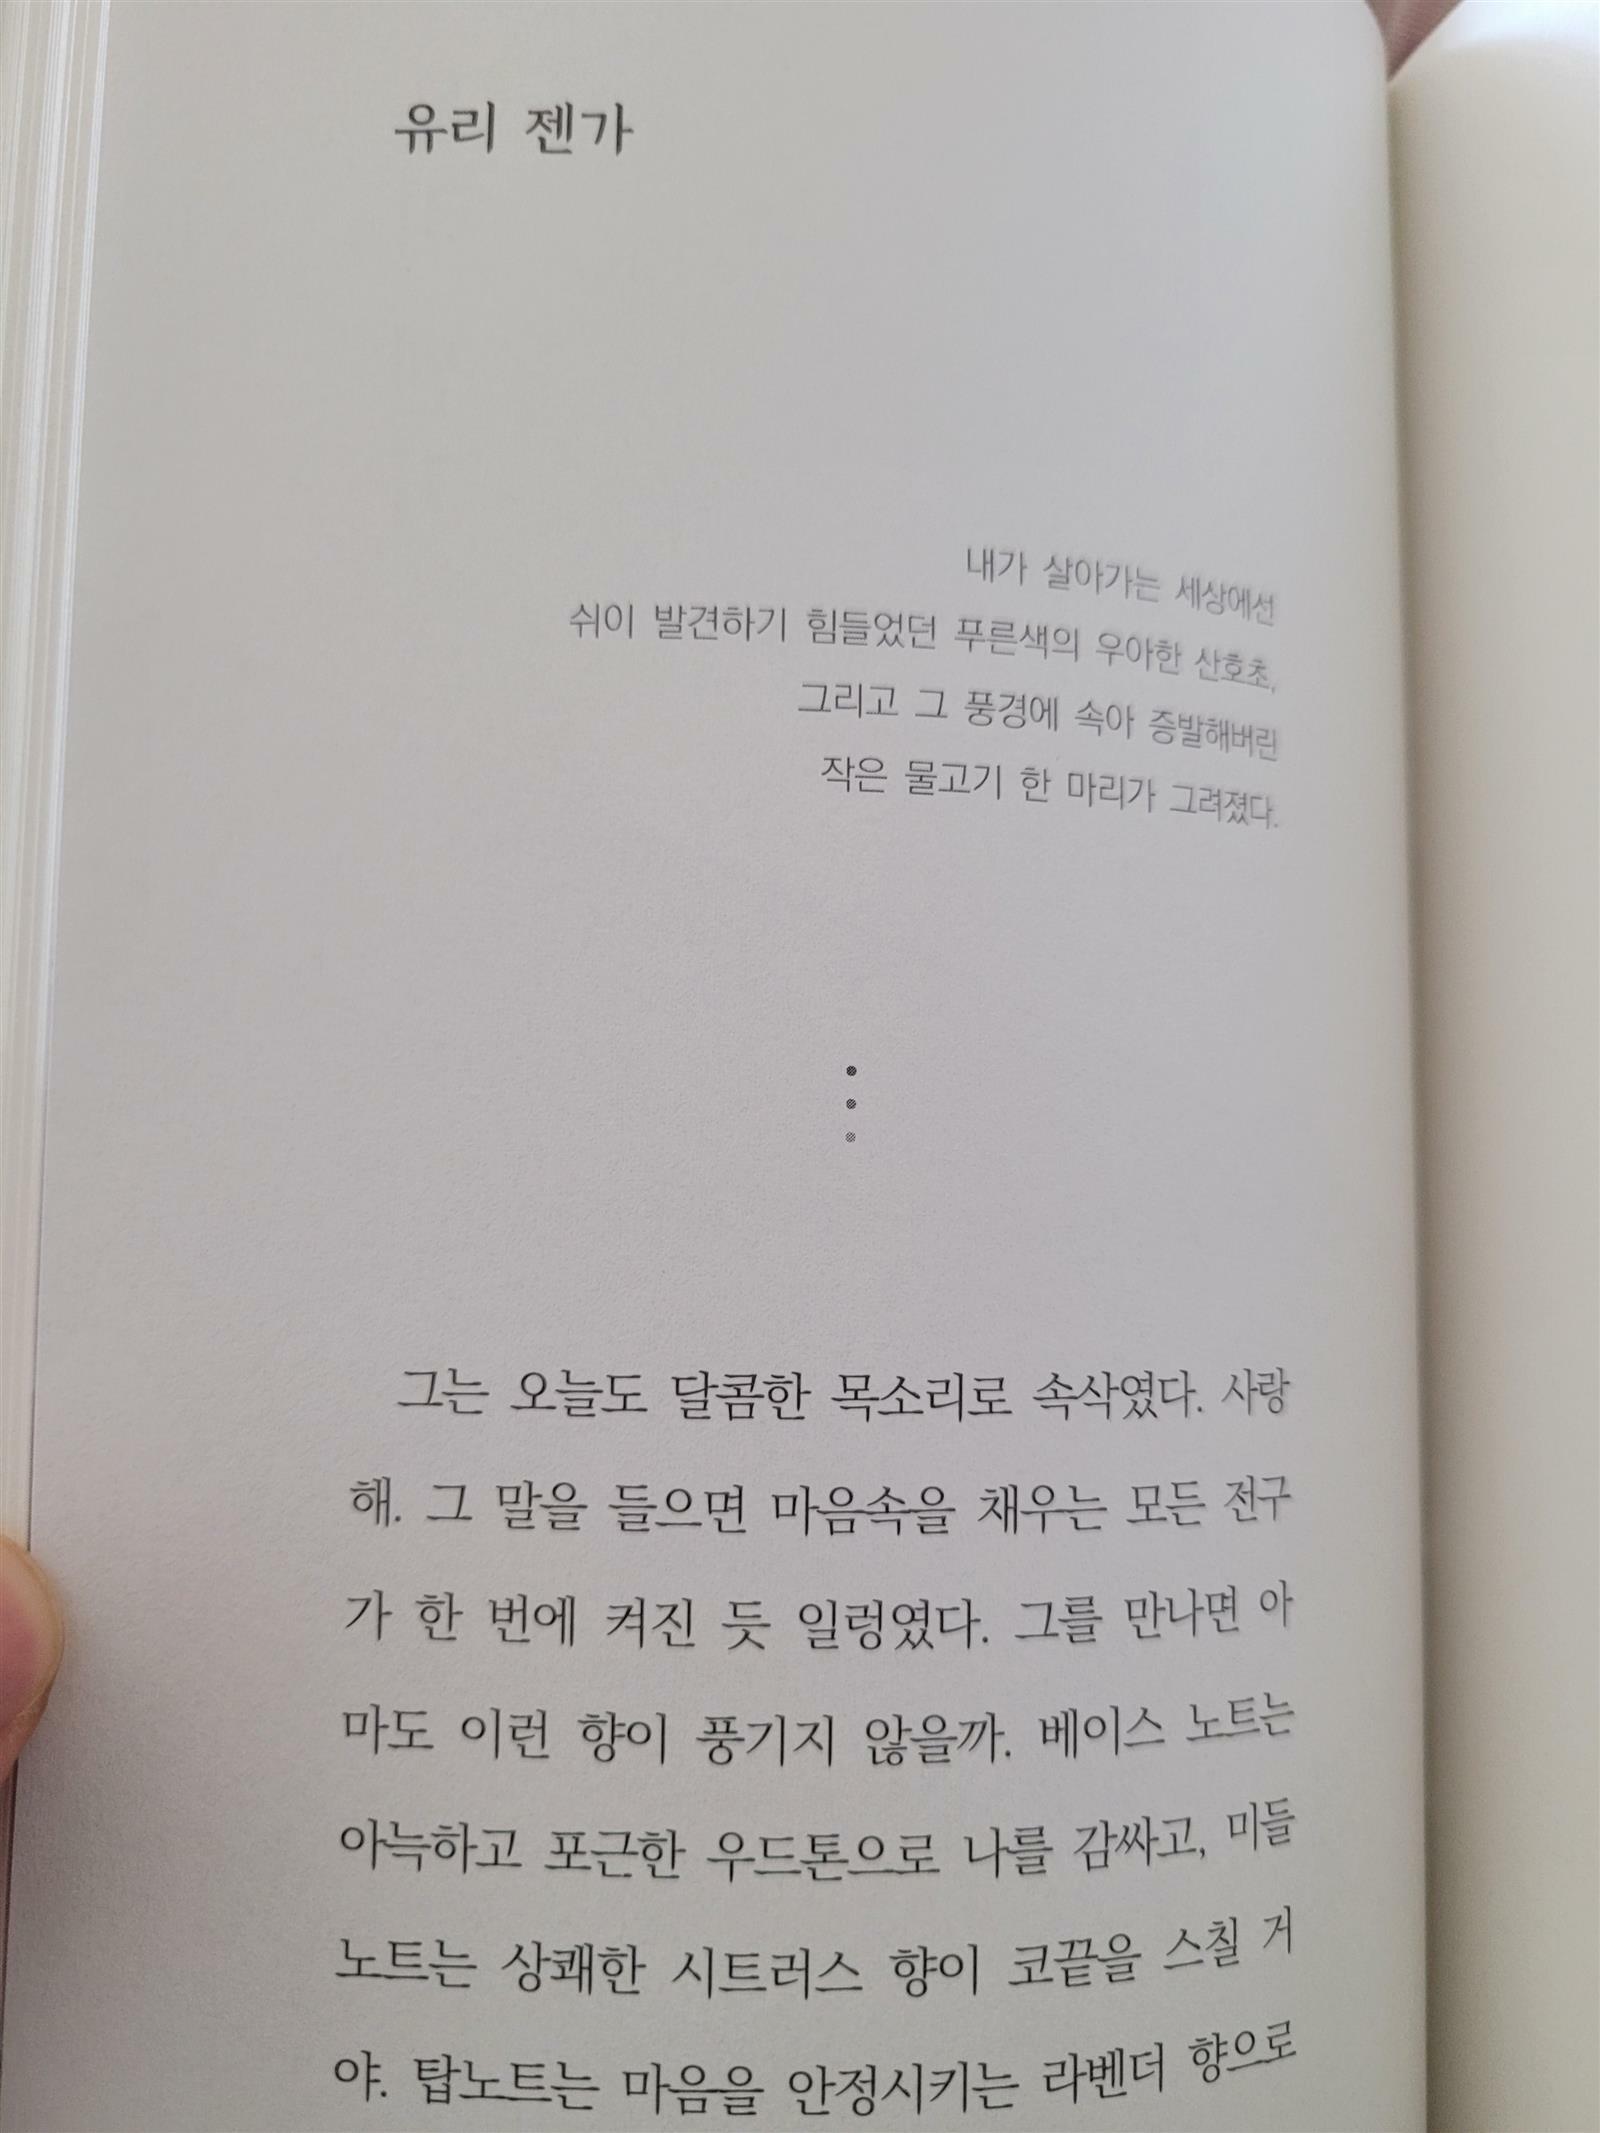 유리 젠가
내가 살아가는 세상에선
쉬이 발견하기 힘들었던 푸른색의 우아한 산호초,
그리고 그 풍경에 속아 증발해버린
작은 물고기 한 마리가 그려졌다.
그는 오늘도 달콤한 목소리로 속삭였다. 사랑
해. 그 말을 들으면 마음속을 채우는 모든 전구
가 한 번에 켜진 듯 일렁였다. 그를 만나면 아
마도 이런 향이 풍기지 않을까. 베이스 노트는
아늑하고 포근한 우드톤으로 나를 감싸고, 미들
노트는 상쾌한 시트러스 향이 코끝을 스칠 거
야. 탑노트는 마음을 안정시키는 라벤더 향으로